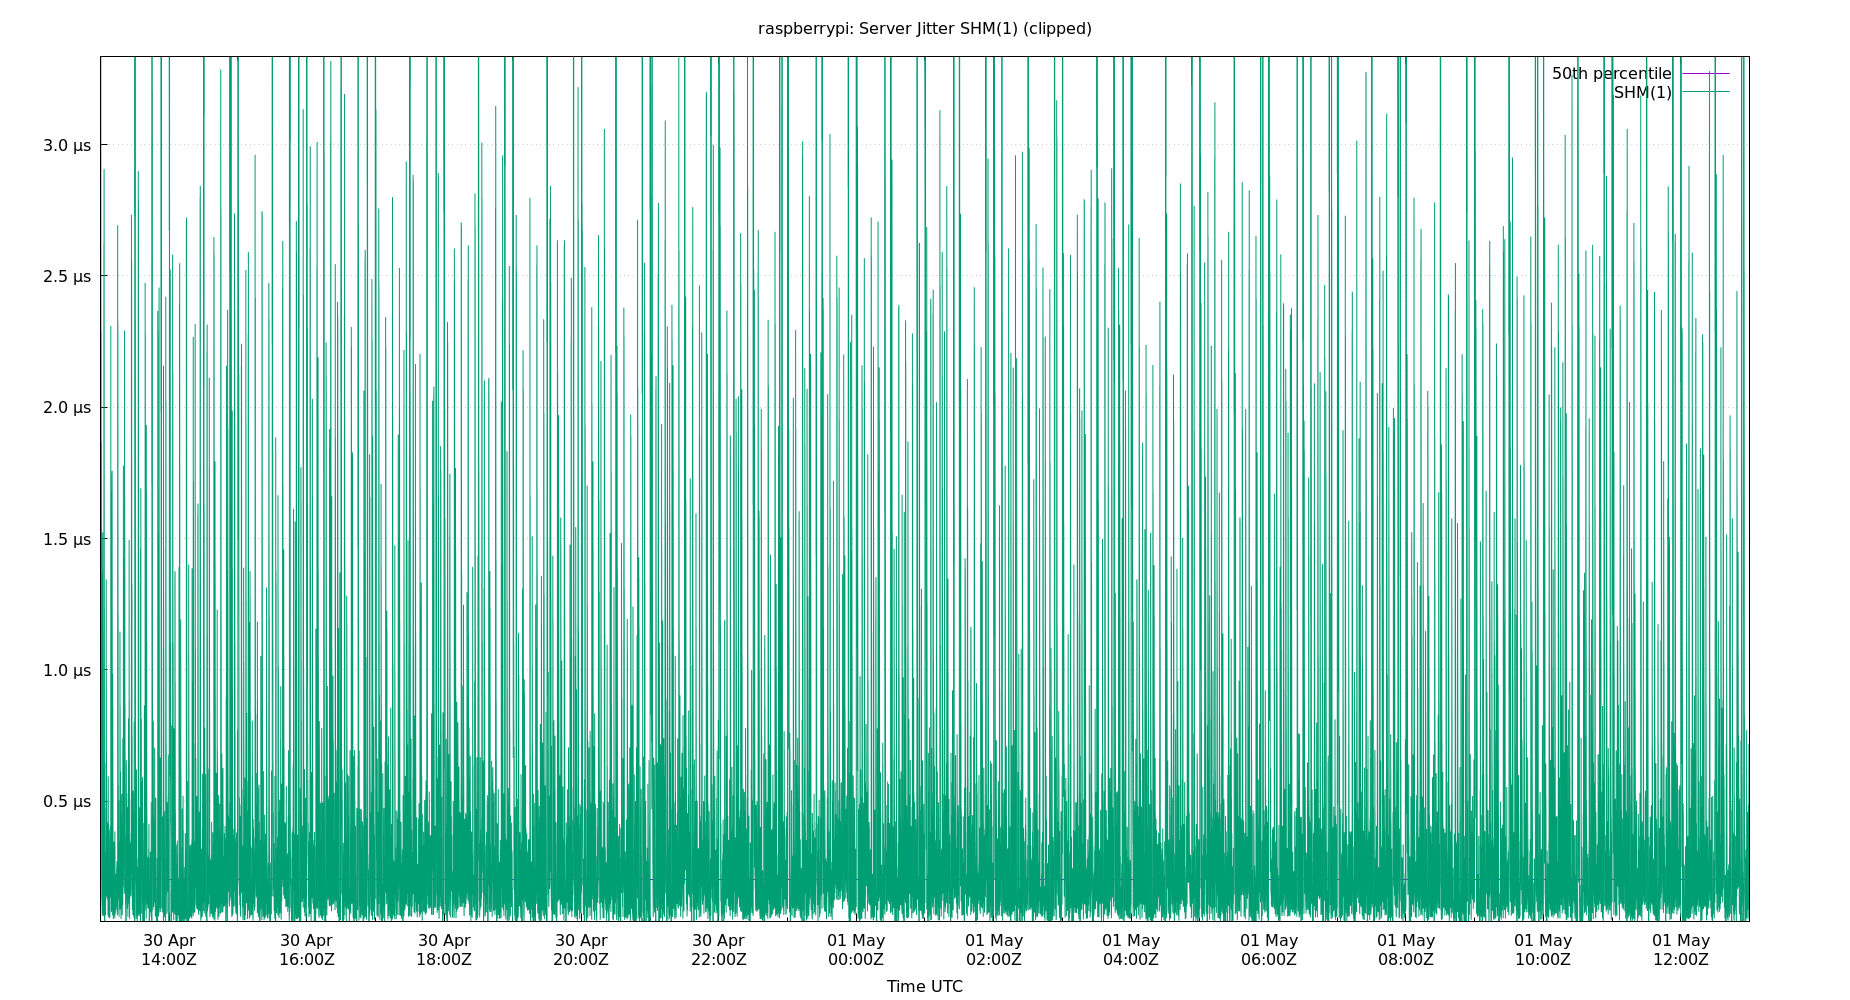 raspberrypi: Server Jitter SHM(1) (clipped)
50th percentile
SHM(1)
3.0 µs
2.5 µs
2.0 µs
1.5 µs
1.0 µs
0.5 µs
30 Apr 30 Apr 30 Apr 30 Apr 30 Apr 01 May 01 May 01 May 01 May 01 May 01 May 01 May
14:00Z 16:00Z 18:00Z 20:00Z 22:00Z 00:00Z 02:00Z 04:00Z 06:00Z 08:00Z 10:00Z 12:00Z
Time UTC